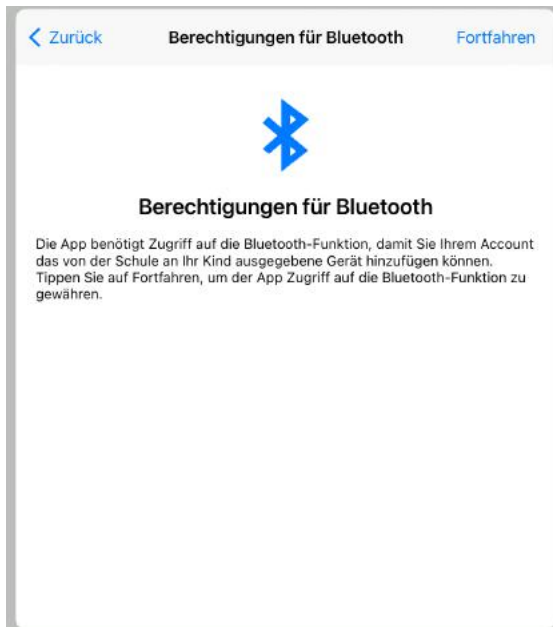 Zurück Berechtigungen für Bluetooth Fortfahren
Berechtigungen für Bluetooth
Die App benötigt Zugriff auf die Bluetooth-Funktion, damit Sie Ihrem Account
das von der Schule an Ihr Kind ausgegebene Gerät hinzufügen können.
Tippen Sie auf Fortfahren, um der App Zugriff auf die Bluetooth-Funktion zu
gewähren.